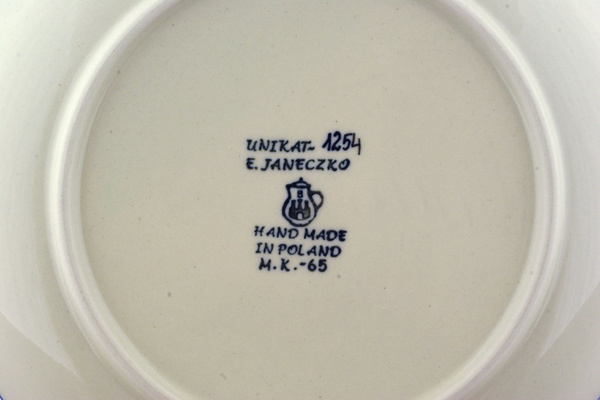 UNIKAT- 1254
E. JANECZKO
B
HAND MADE
IN POLAND
M.K.-65